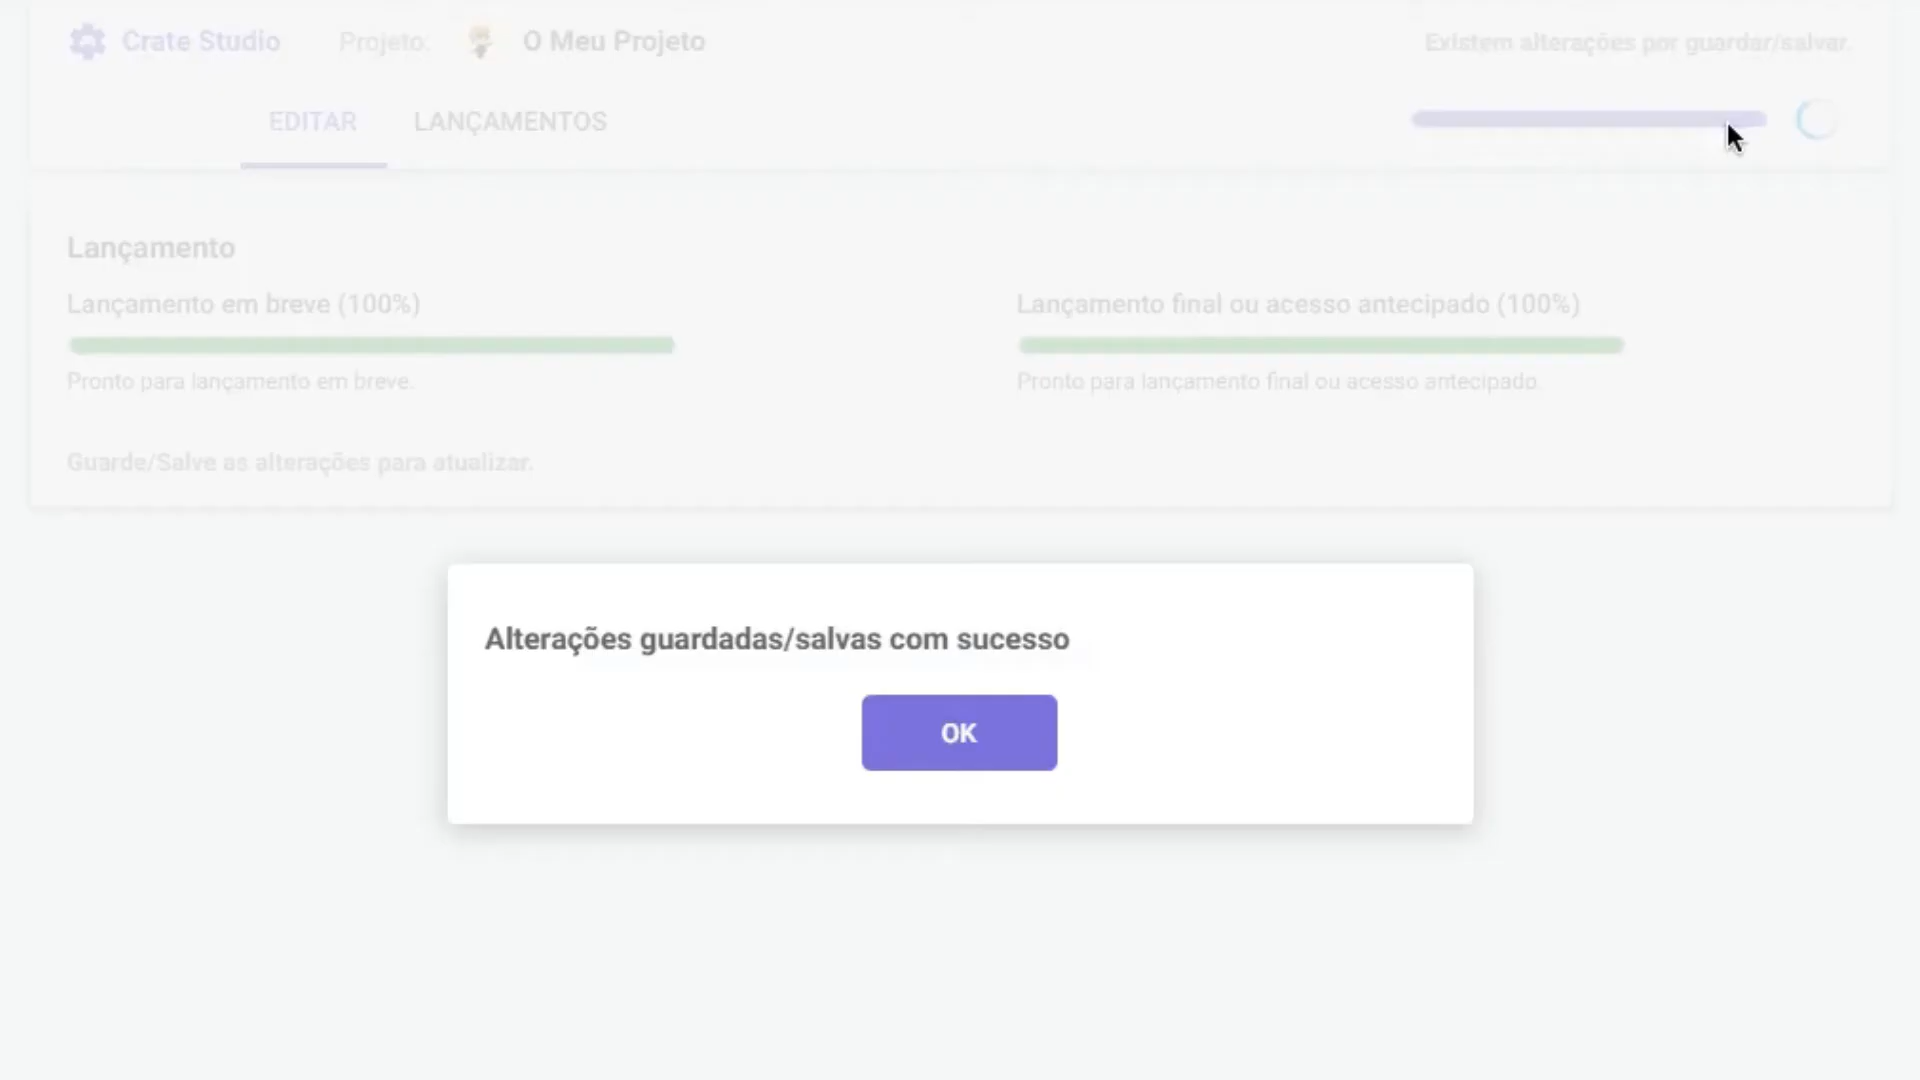 Crate Studio
Projeto:
O Meu Projeto
Existem alterações por guardar/salvar.
EDITAR
LANÇAMENTOS
Lançamento
Lançamento em breve (100%)
Pronto para lançamento em breve.
Lançamento final ou acesso antecipado (100%)
Pronto para lançamento final ou acesso antecipado.
Guarde/Salve as alterações para atualizar.
Alterações guardadas/salvas com sucesso
OK